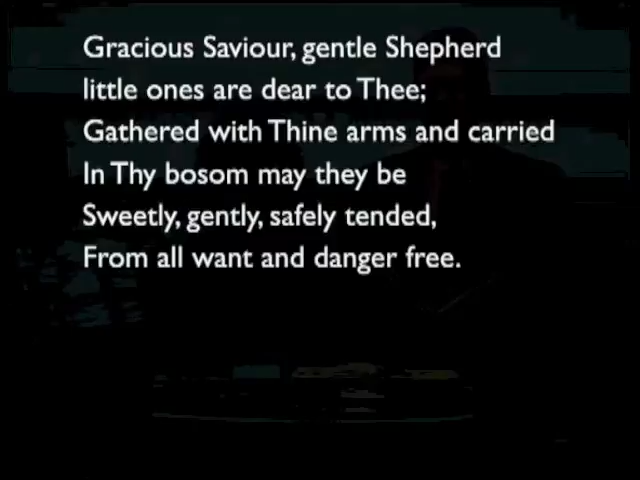 Gracious Saviour, gentle Shepherd
little ones are dear to Thee;
Gathered with Thine arms and carried
In Thy bosom may they be
Sweetly, gently, safely tended,
From all want and danger free.